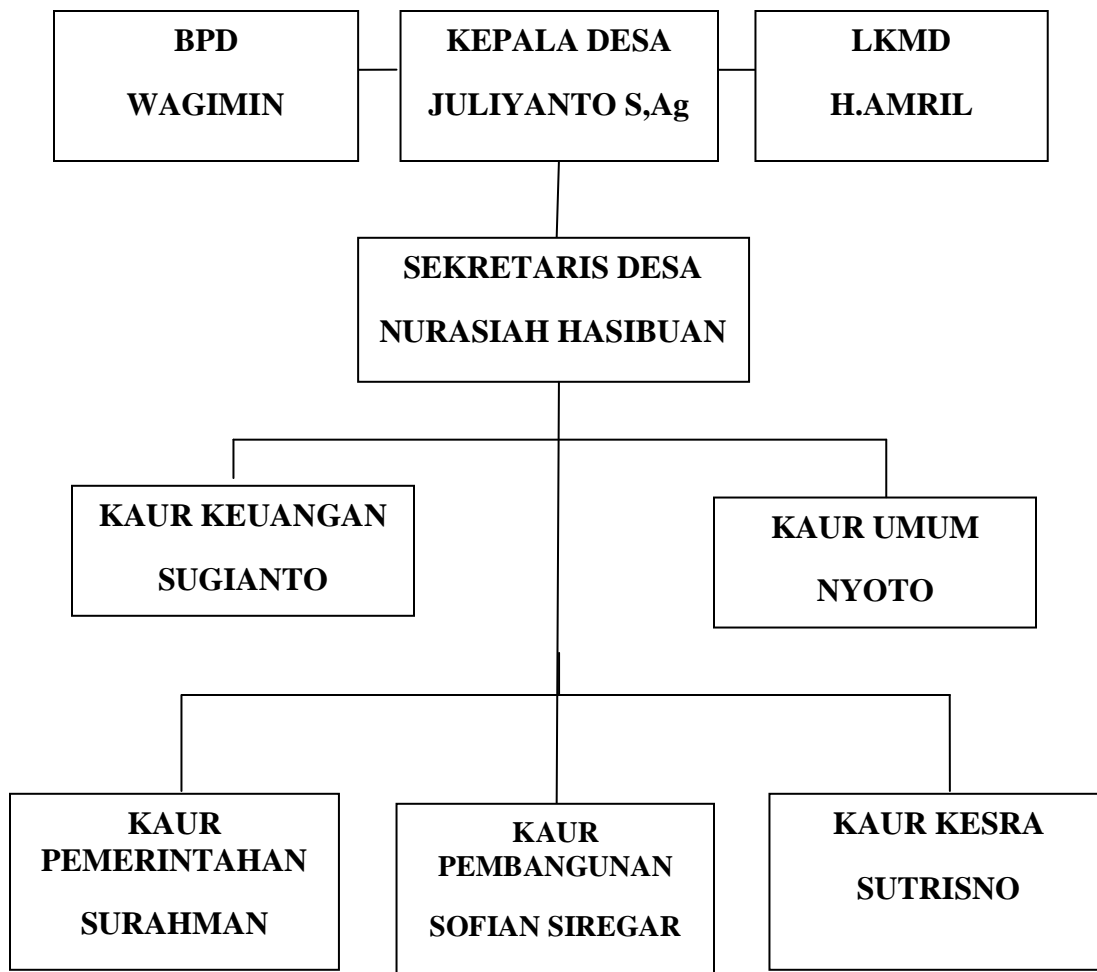 BPD
WAGIMIN
KEPALA DESA
JULIYANTO S,Ag
LKMD
H.AMRIL
SEKRETARIS DESA
NURASIAH HASIBUAN
KAUR KEUANGAN
SUGIANTO
KAUR UMUM
NYOTO
KAUR
PEMERINTAHAN
SURAHMAN
KAUR
PEMBANGUNAN
SOFIAN SIREGAR
KAUR KESRA
SUTRISNO